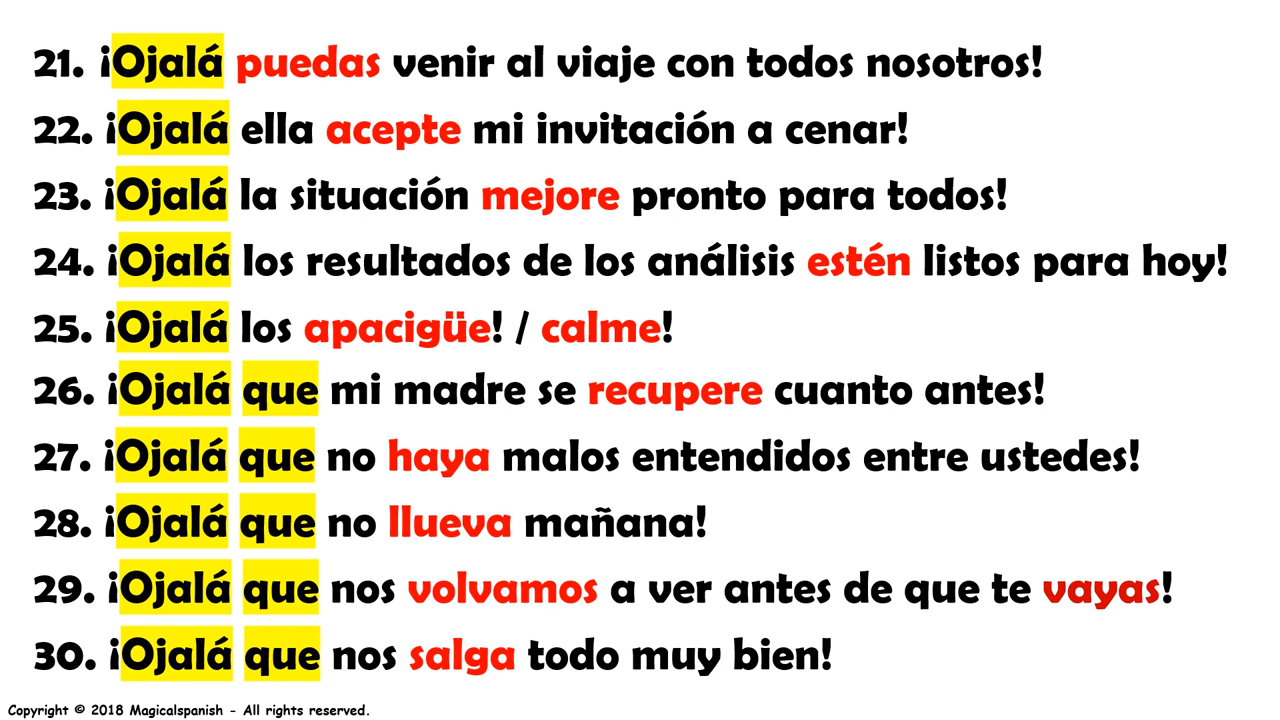 21. ¡Ojalá puedas venir al viaje con todos nosotros!
22. ¡Ojalá ella acepte mi invitación a cenar!
23. ¡Ojalá la situación mejore pronto para todos!
24. ¡Ojalá los resultados de los análisis estén listos para hoy!
25. ¡Ojalá los apacigüe! / calme!
26. ¡Ojalá que mi madre se recupere cuanto antes!
27. ¡Ojalá que no haya malos entendidos entre ustedes!
28. ¡Ojalá que no llueva mañana!
29. ¡Ojalá que nos volvamos a ver antes de que te vayas!
30. ¡Ojalá que nos salga todo muy bien!
Copyright © 2018 Magicalspanish - All rights reserved.